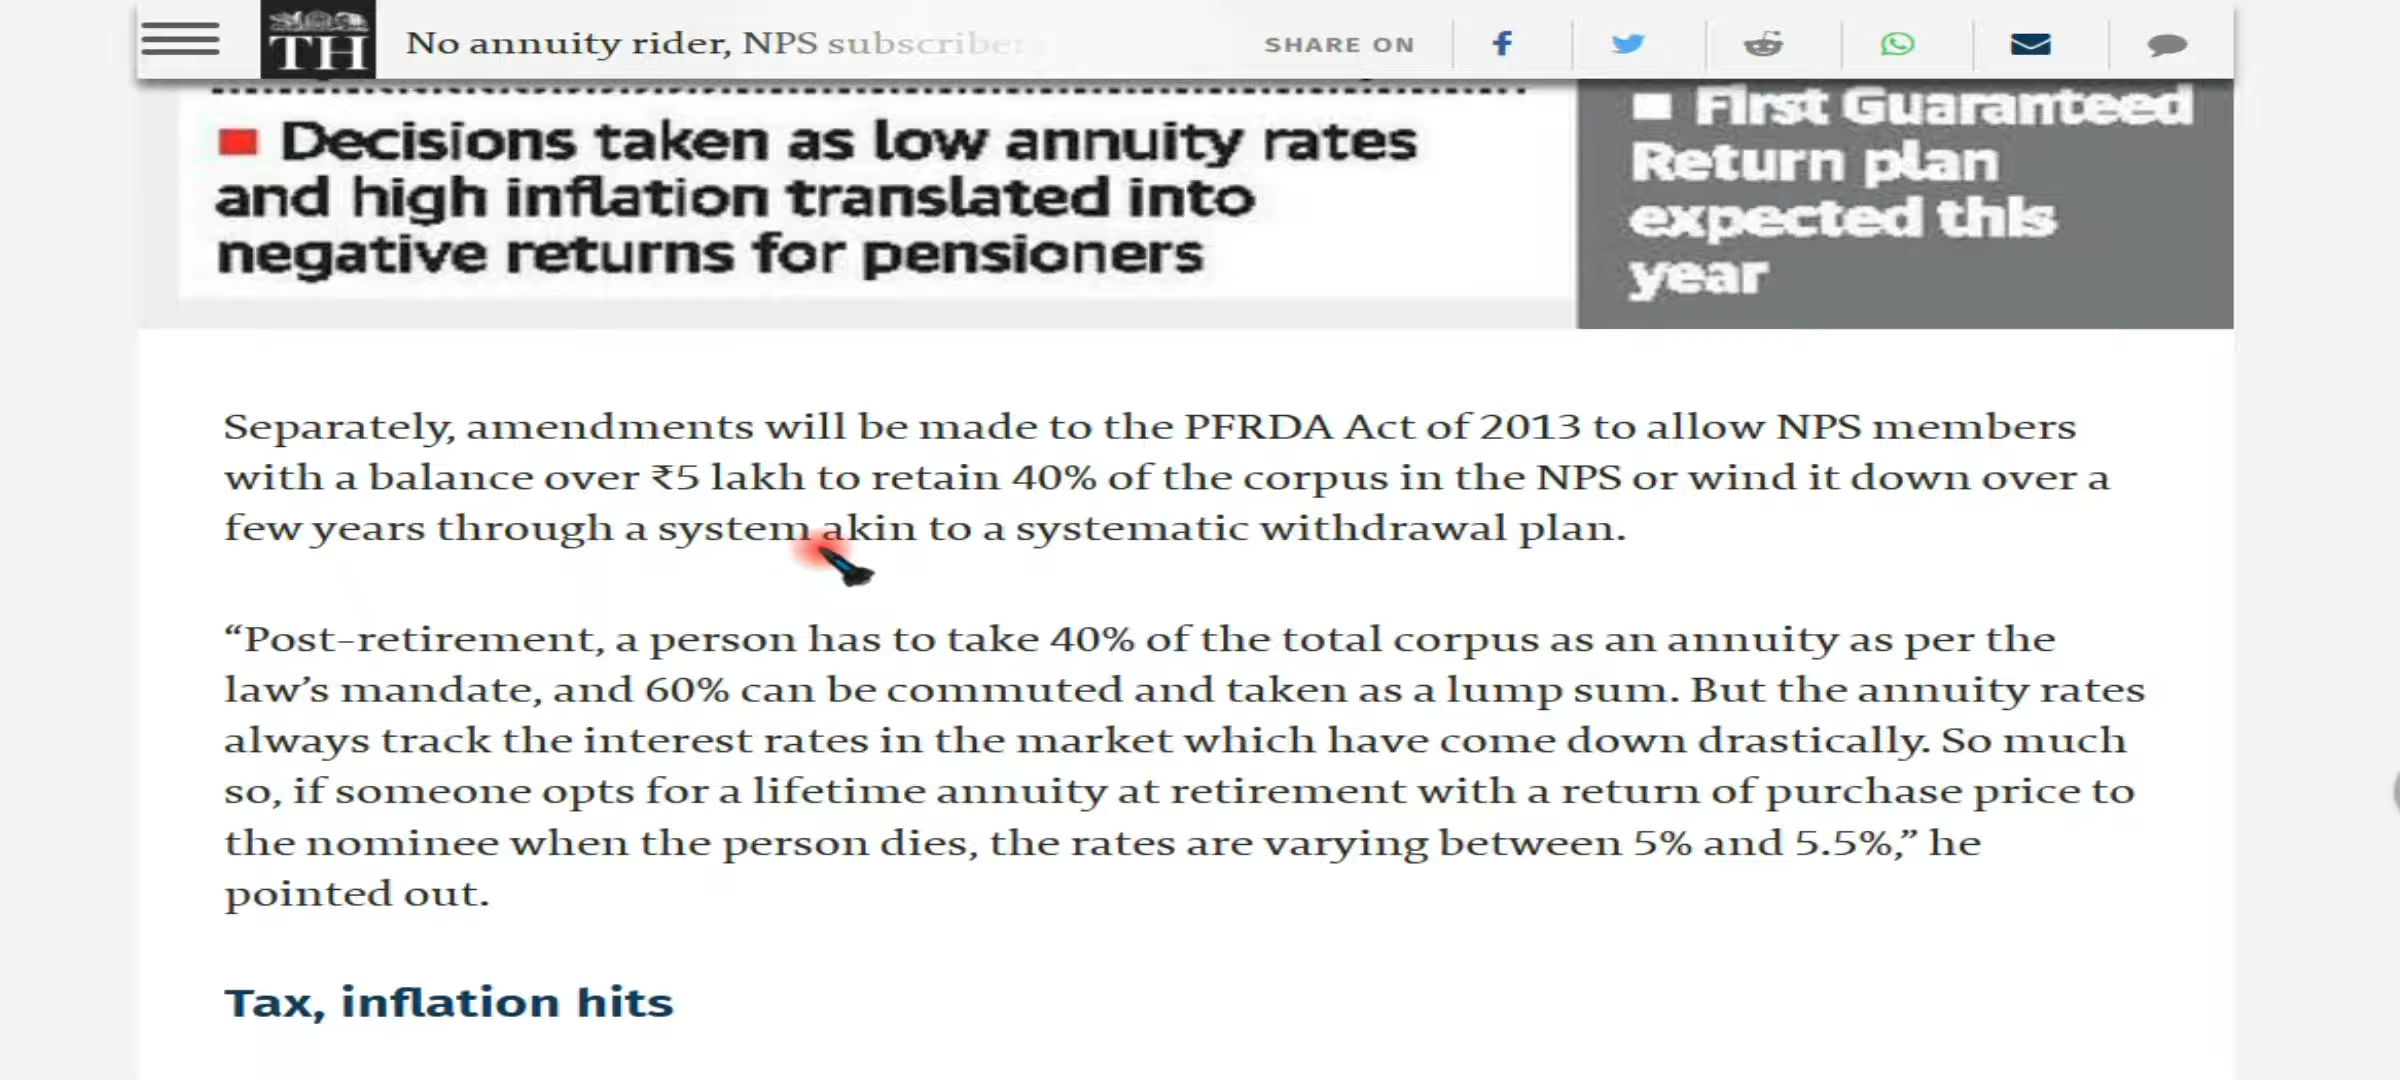 TH
No annuity rider, NPS subscribe
SHARE ON
Decisions taken as low annuity rates
and high inflation translated into
negative returns for pensioners
First Guaranteed
Return plan
expected this
year
Separately, amendments will be made to the PFRDA Act of 2013 to allow NPS members
with a balance over ₹5 lakh to retain 40% of the corpus in the NPS or wind it down over a
few years through a system akin to a systematic withdrawal plan.
“Post-retirement, a person has to take 40% of the total corpus as an annuity as per the
law’s mandate, and 60% can be commuted and taken as a lump sum. But the annuity rates
always track the interest rates in the market which have come down drastically. So much
so, if someone opts for a lifetime annuity at retirement with a return of purchase price to
the nominee when the person dies, the rates are varying between 5% and 5.5%,” he
pointed out.
Tax, inflation hits